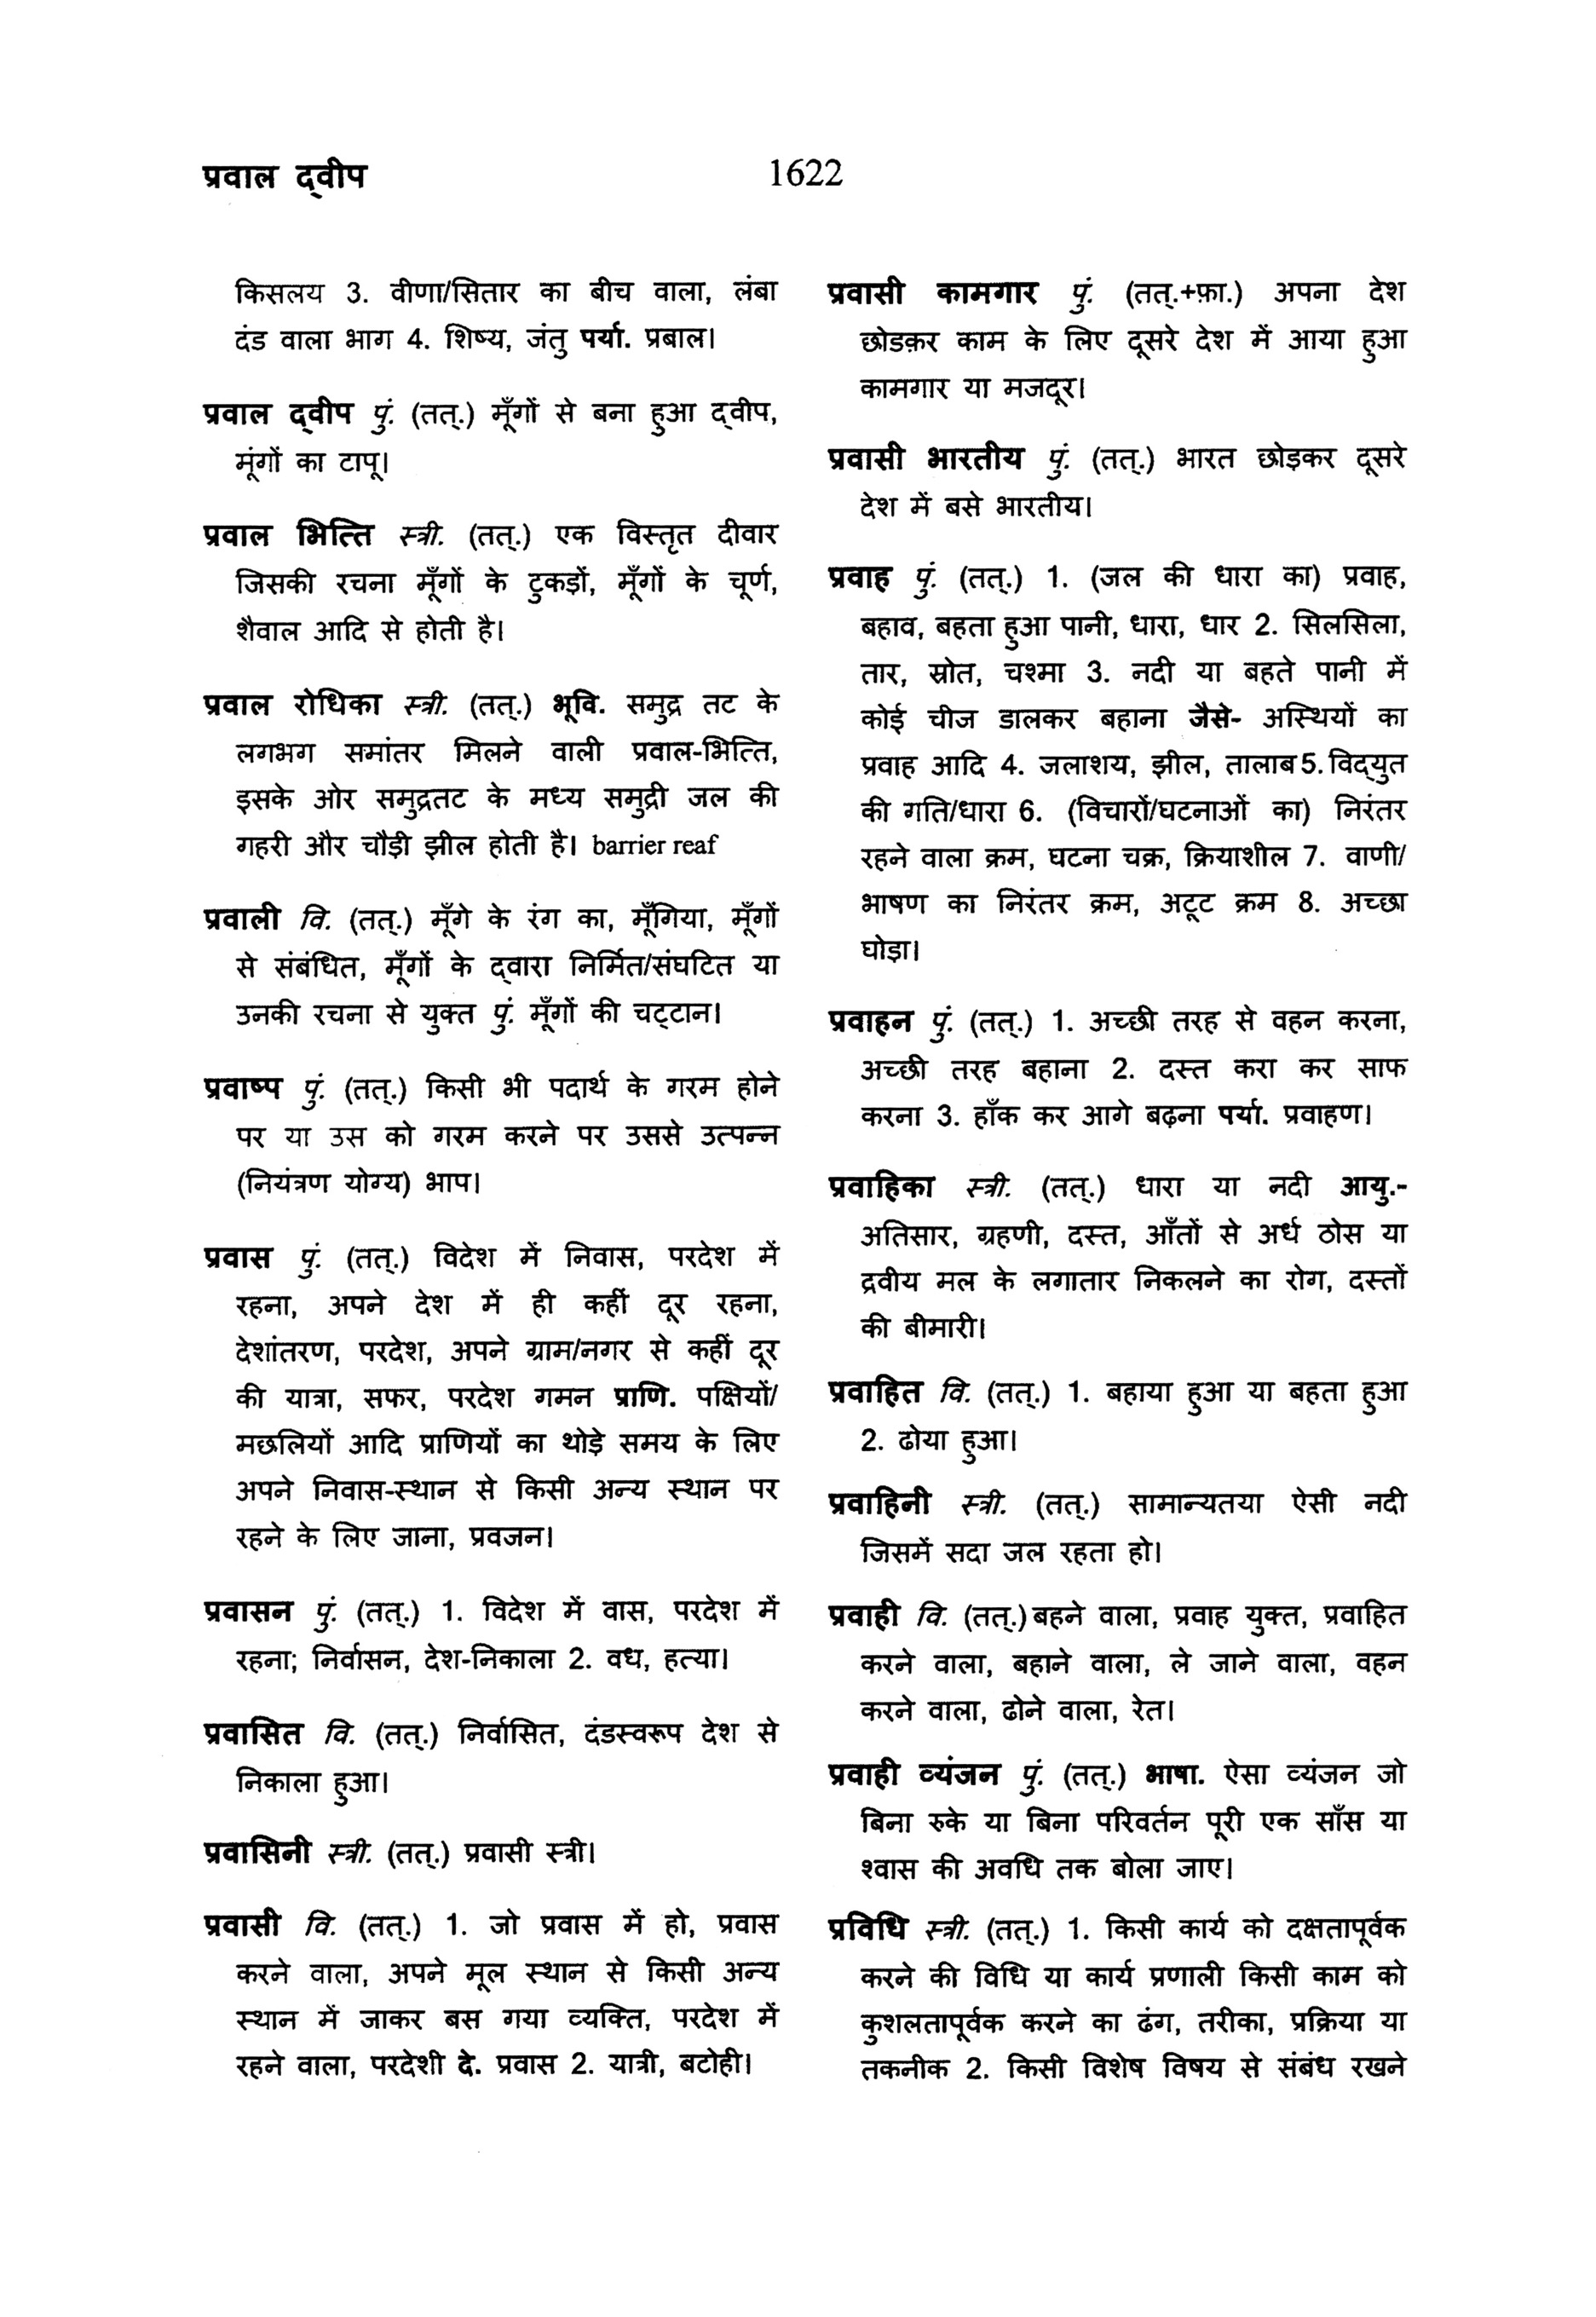 प्रवाल द्‌वीप
1622
किसलय 3. वीणा/सितार का बीच वाला, लंबा
दंड वाला भाग 4. शिष्य, जंतु पर्या. प्रबाल।
प्रवाल द्‌वीप पुं. (तत्.) मूँगों से बना हुआ द्‌वीप,
मूंगों का टापू।
प्रवाल भित्ति स्त्री. (तत्.) एक विस्तृत दीवार
जिसकी रचना मूँगों के टुकड़ों, मूँगों के चूर्ण,
शैवाल आदि से होती है।
प्रवाल रोधिका स्त्री. (तत्.) भूवि. समुद्र तट के
लगभग समांतर मिलने वाली प्रवाल-भित्ति,
इसके ओर समुद्रतट के मध्य समुद्री जल की
गहरी और चौड़ी झील होती है। barrier reaf
प्रवाली वि. (तत्.) मूँगे के रंग का, मूँगिया, मूँगों
से संबंधित, मूँगों के द्‌वारा निर्मित/संघटित या
उनकी रचना से युक्त पुं. मूँगों की चट्‌टान।
प्रवाष्प पुं. (तत्.) किसी भी पदार्थ के गरम होने
पर या उस को गरम करने पर उससे उत्पन्न
(नियंत्रण योग्य) भाप।
प्रवास पुं. (तत्.) विदेश में निवास, परदेश में
रहना, अपने देश में ही कहीं दूर रहना,
देशांतरण, परदेश, अपने ग्राम/नगर से कहीं दूर
की यात्रा, सफर, परदेश गमन प्राणि. पक्षियों/
मछलियों आदि प्राणियों का थोड़े समय के लिए
अपने निवास-स्थान से किसी अन्य स्थान पर
रहने के लिए जाना, प्रवजन।
प्रवासन पुं. (तत्.) 1. विदेश में वास, परदेश में
रहना; निर्वासन, देश-निकाला 2. वध, हत्या।
प्रवासित वि. (तत्.) निर्वासित, दंडस्वरूप देश से
निकाला हुआ।
प्रवासिनी स्त्री. (तत्.) प्रवासी स्त्री।
प्रवासी वि. (तत्.) 1. जो प्रवास में हो, प्रवास
करने वाला, अपने मूल स्थान से किसी अन्य
स्थान में जाकर बस गया व्यक्ति, परदेश में
रहने वाला, परदेशी दे. प्रवास 2. यात्री, बटोही।
प्रवासी कामगार पुं. (तत्.+फ़ा.) अपना देश
छोडक़र काम के लिए दूसरे देश में आया हुआ
कामगार या मजदूर।
प्रवासी भारतीय पुं. (तत्.) भारत छोड़कर दूसरे
देश में बसे भारतीय।
प्रवाह पुं. (तत्.) 1. (जल की धारा का) प्रवाह,
बहाव, बहता हुआ पानी, धारा, धार 2. सिलसिला,
तार, स्रोत, चश्मा 3. नदी या बहते पानी में
कोई चीज डालकर बहाना जैसे- अस्थियों का
प्रवाह आदि 4. जलाशय, झील, तालाब 5. विद्‌युत
की गति/धारा 6. (विचारों/घटनाओं का) निरंतर
रहने वाला क्रम, घटना चक्र, क्रियाशील 7. वाणी/
भाषण का निरंतर क्रम, अटूट क्रम 8. अच्छा
घोड़ा।
प्रवाहन पुं. (तत्.) 1. अच्छी तरह से वहन करना,
अच्छी तरह बहाना 2. दस्त करा कर साफ
करना 3. हाँक कर आगे बढ़ना पर्या. प्रवाहण।
प्रवाहिका स्त्री. (तत्.) धारा या नदी आयु.-
अतिसार, ग्रहणी, दस्त, आँतों से अर्ध ठोस या
द्रवीय मल के लगातार निकलने का रोग, दस्तों
की बीमारी।
प्रवाहित वि. (तत्.) 1. बहाया हुआ या बहता हुआ
2. ढोया हुआ।
प्रवाहिनी स्त्री. (तत्.) सामान्यतया ऐसी नदी
जिसमें सदा जल रहता हो।
प्रवाही वि. (तत्.) बहने वाला, प्रवाह युक्त, प्रवाहित
करने वाला, बहाने वाला, ले जाने वाला, वहन
करने वाला, ढोने वाला, रेत।
प्रवाही व्यंजन पुं. (तत्.) भाषा. ऐसा व्यंजन जो
बिना रुके या बिना परिवर्तन पूरी एक साँस या
श्वास की अवधि तक बोला जाए।
प्रविधि स्त्री. (तत्.) 1. किसी कार्य को दक्षतापूर्वक
करने की विधि या कार्य प्रणाली किसी काम को
कुशलतापूर्वक करने का ढंग, तरीका, प्रक्रिया या
तकनीक 2. किसी विशेष विषय से संबंध रखने